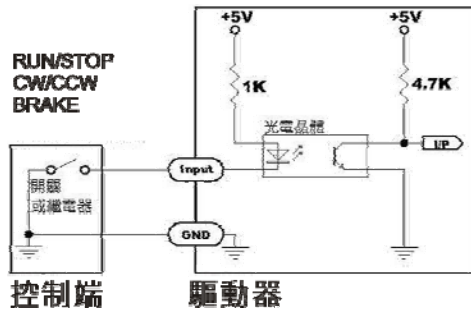 +5V
+5V
RUN/STOP
CW/CCW
BRAKE
1K
4.7K
光電晶體
I/P
Input
開關
或繼電器
GND
控制端
驅動器